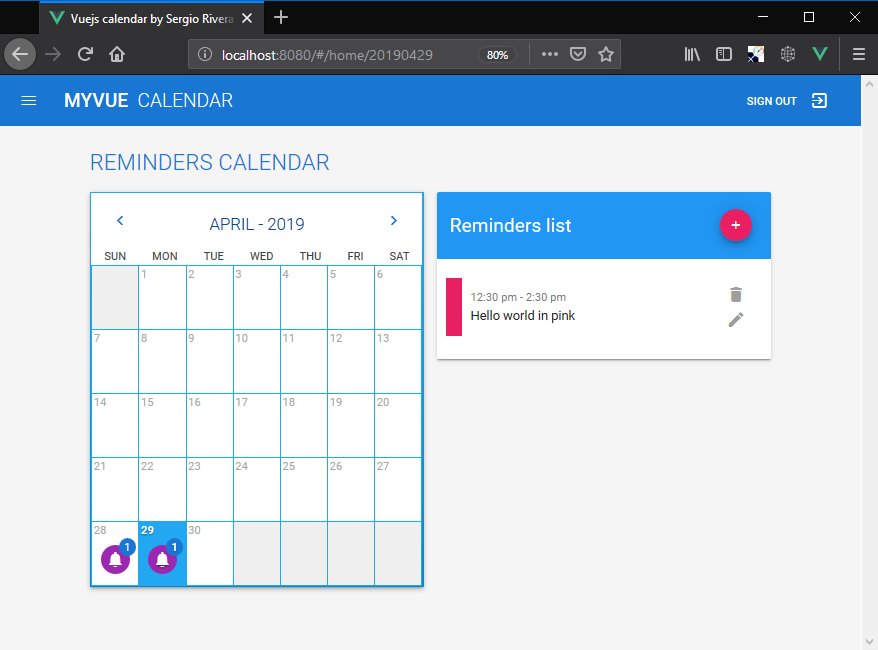 Vuejs calendar by Sergio Rivera
localhost:8080/#/home/20190429
80%
MYVUE CALENDAR
SIGN OUT
REMINDERS CALENDAR
APRIL - 2019
SUN MON TUE WED THU FRI SAT
1 2 3 4 5 6
7 8 9 10 11 12 13
14 15 16 17 18 19 20
21 22 23 24 25 26 27
28 29 30
1 1
Reminders list
+
12:30 pm - 2:30 pm
Hello world in pink